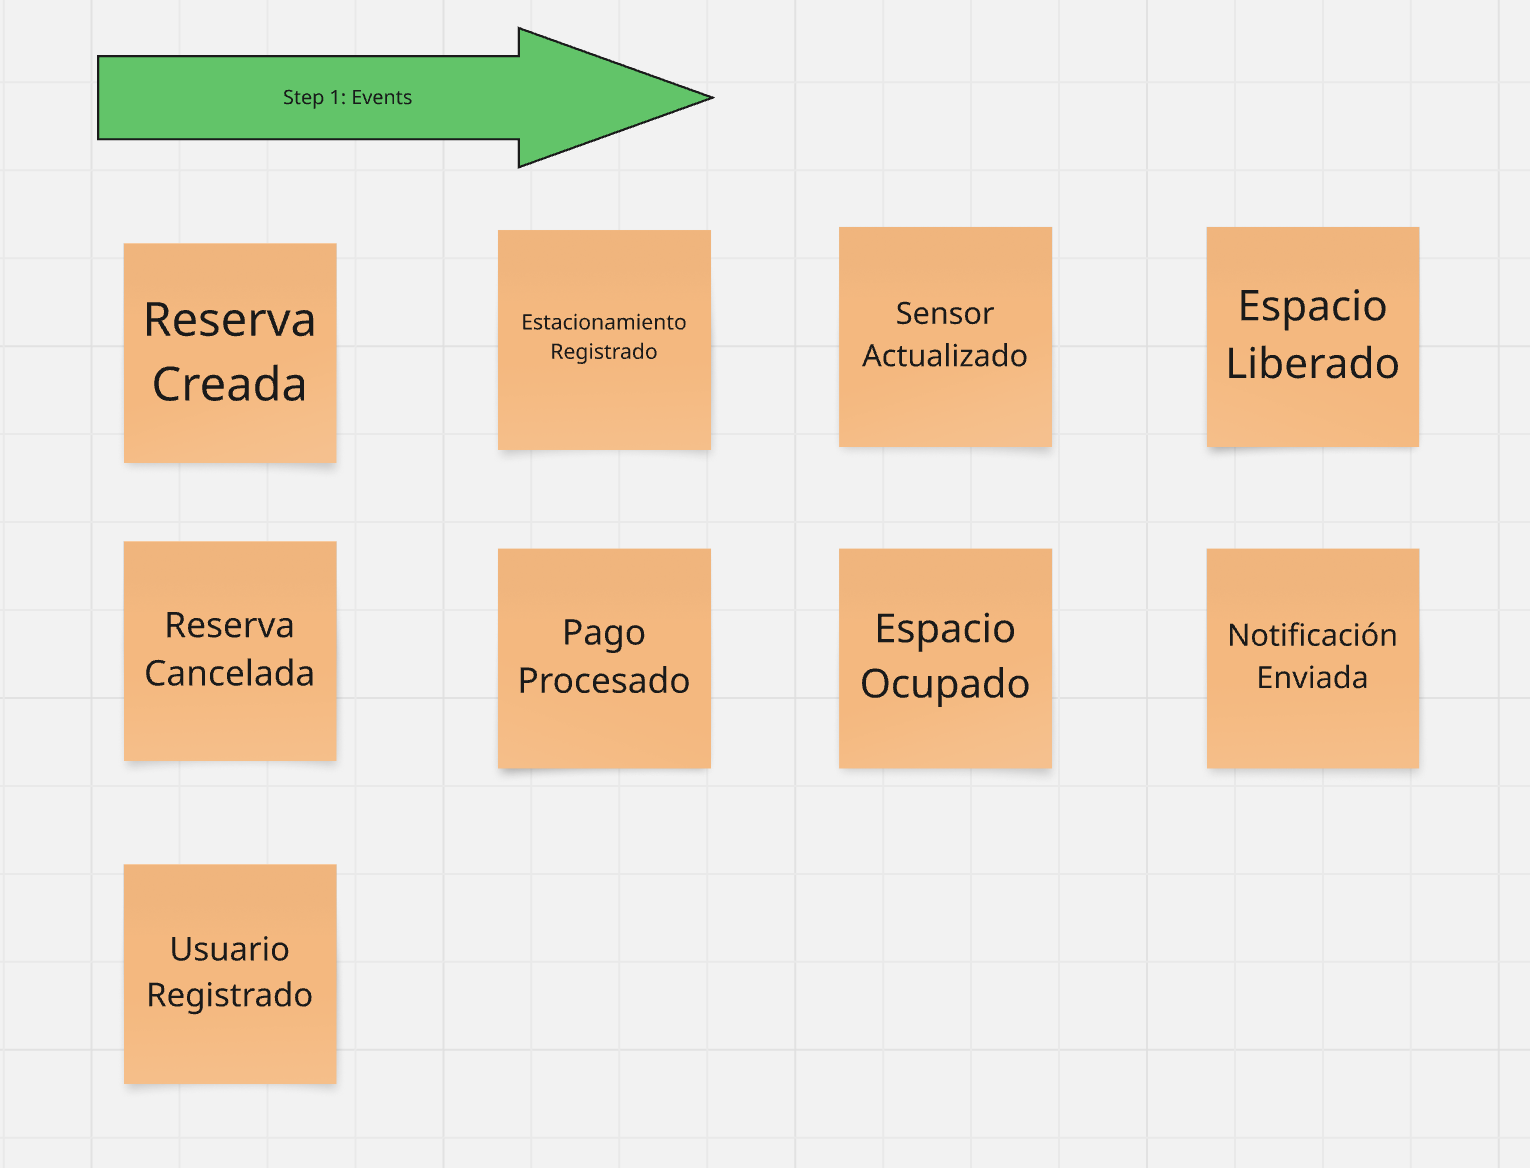 Step 1: Events
Reserva
Creada
Estacionamiento
Registrado
Sensor
Actualizado
Espacio
Liberado
Reserva
Cancelada
Pago
Procesado
Espacio
Ocupado
Notificación
Enviada
Usuario
Registrado